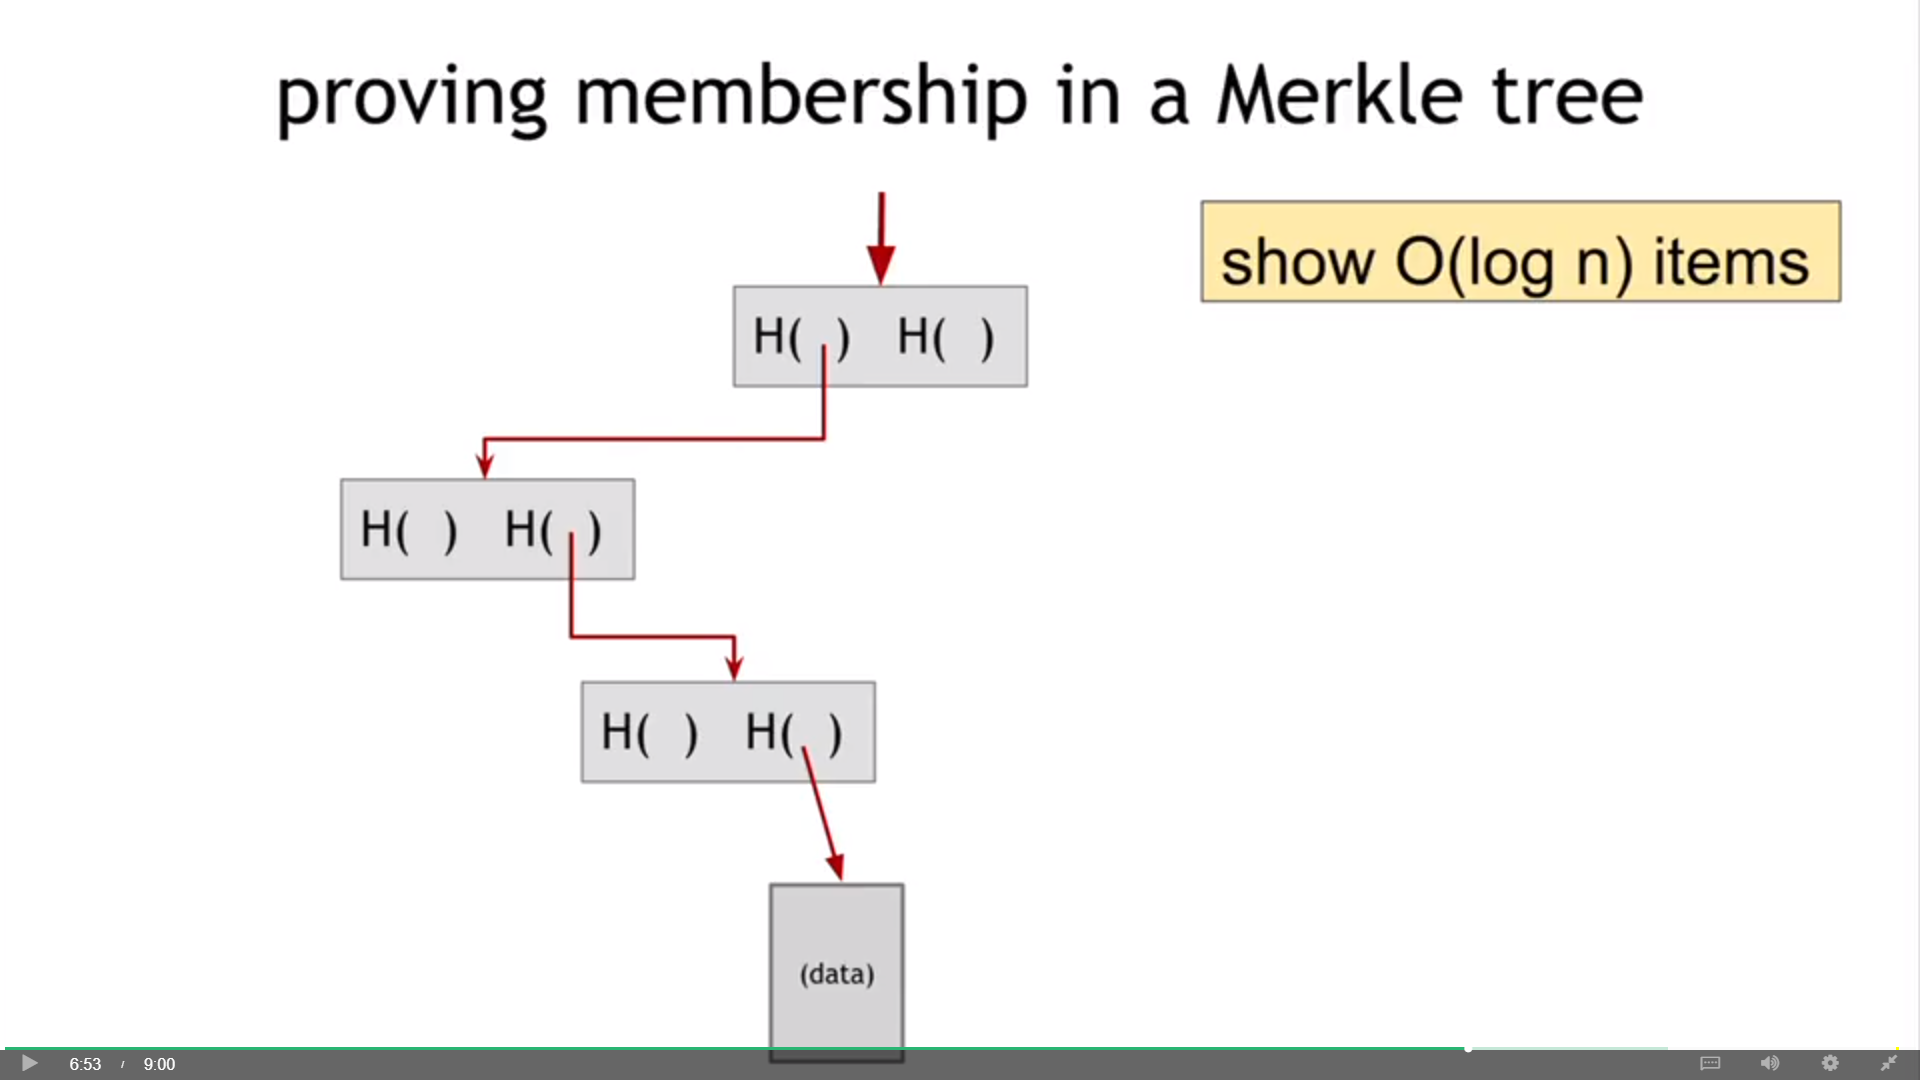 proving membership in a Merkle tree
show O(log n) items
H( ) H( )
H( ) H( )
H( ) H( )
(data)
6:53 / 9:00